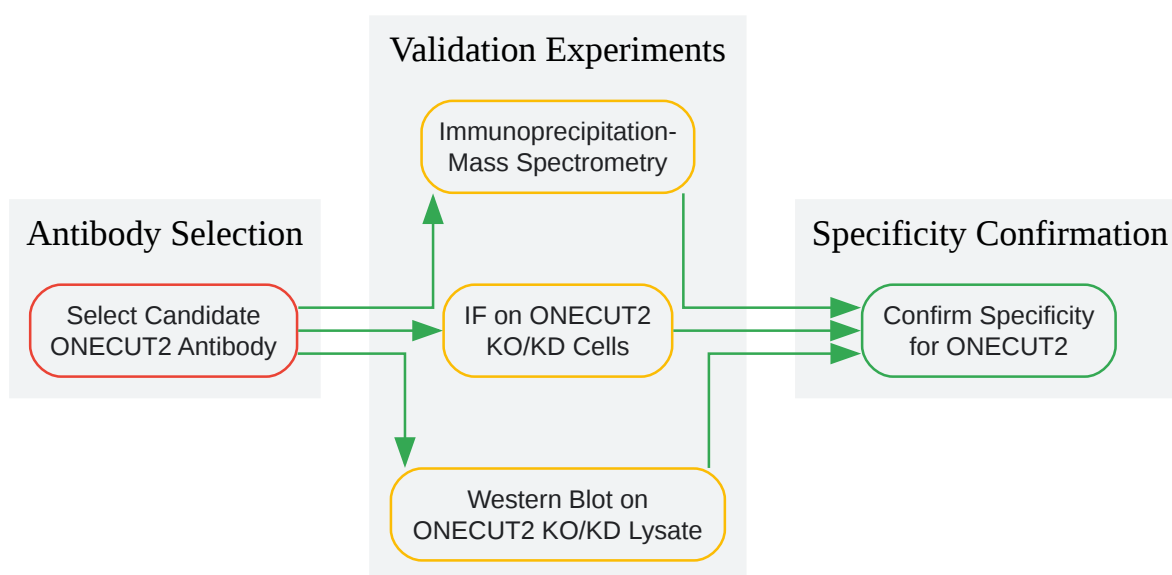 Validation Experiments
Immunoprecipitation-
Mass Spectrometry
Antibody Selection
Select Candidate
ONECUT2 Antibody
IF on ONECUT2
KO/KD Cells
Western Blot on
ONECUT2 KO/KD Lysate
Specificity Confirmation
Confirm Specificity
for ONECUT2